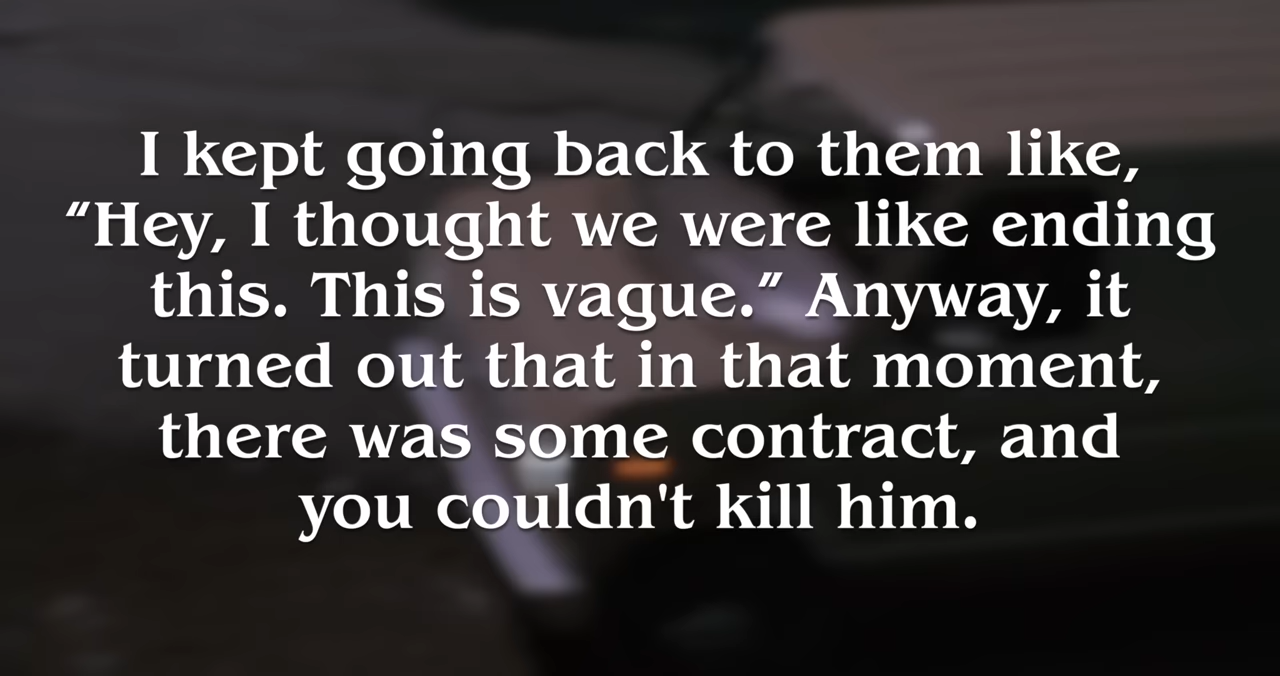 I kept going back to them like,
“Hey, I thought we were like ending
this. This is vague.” Anyway, it
turned out that in that moment,
there was some contract, and
you couldn't kill him.